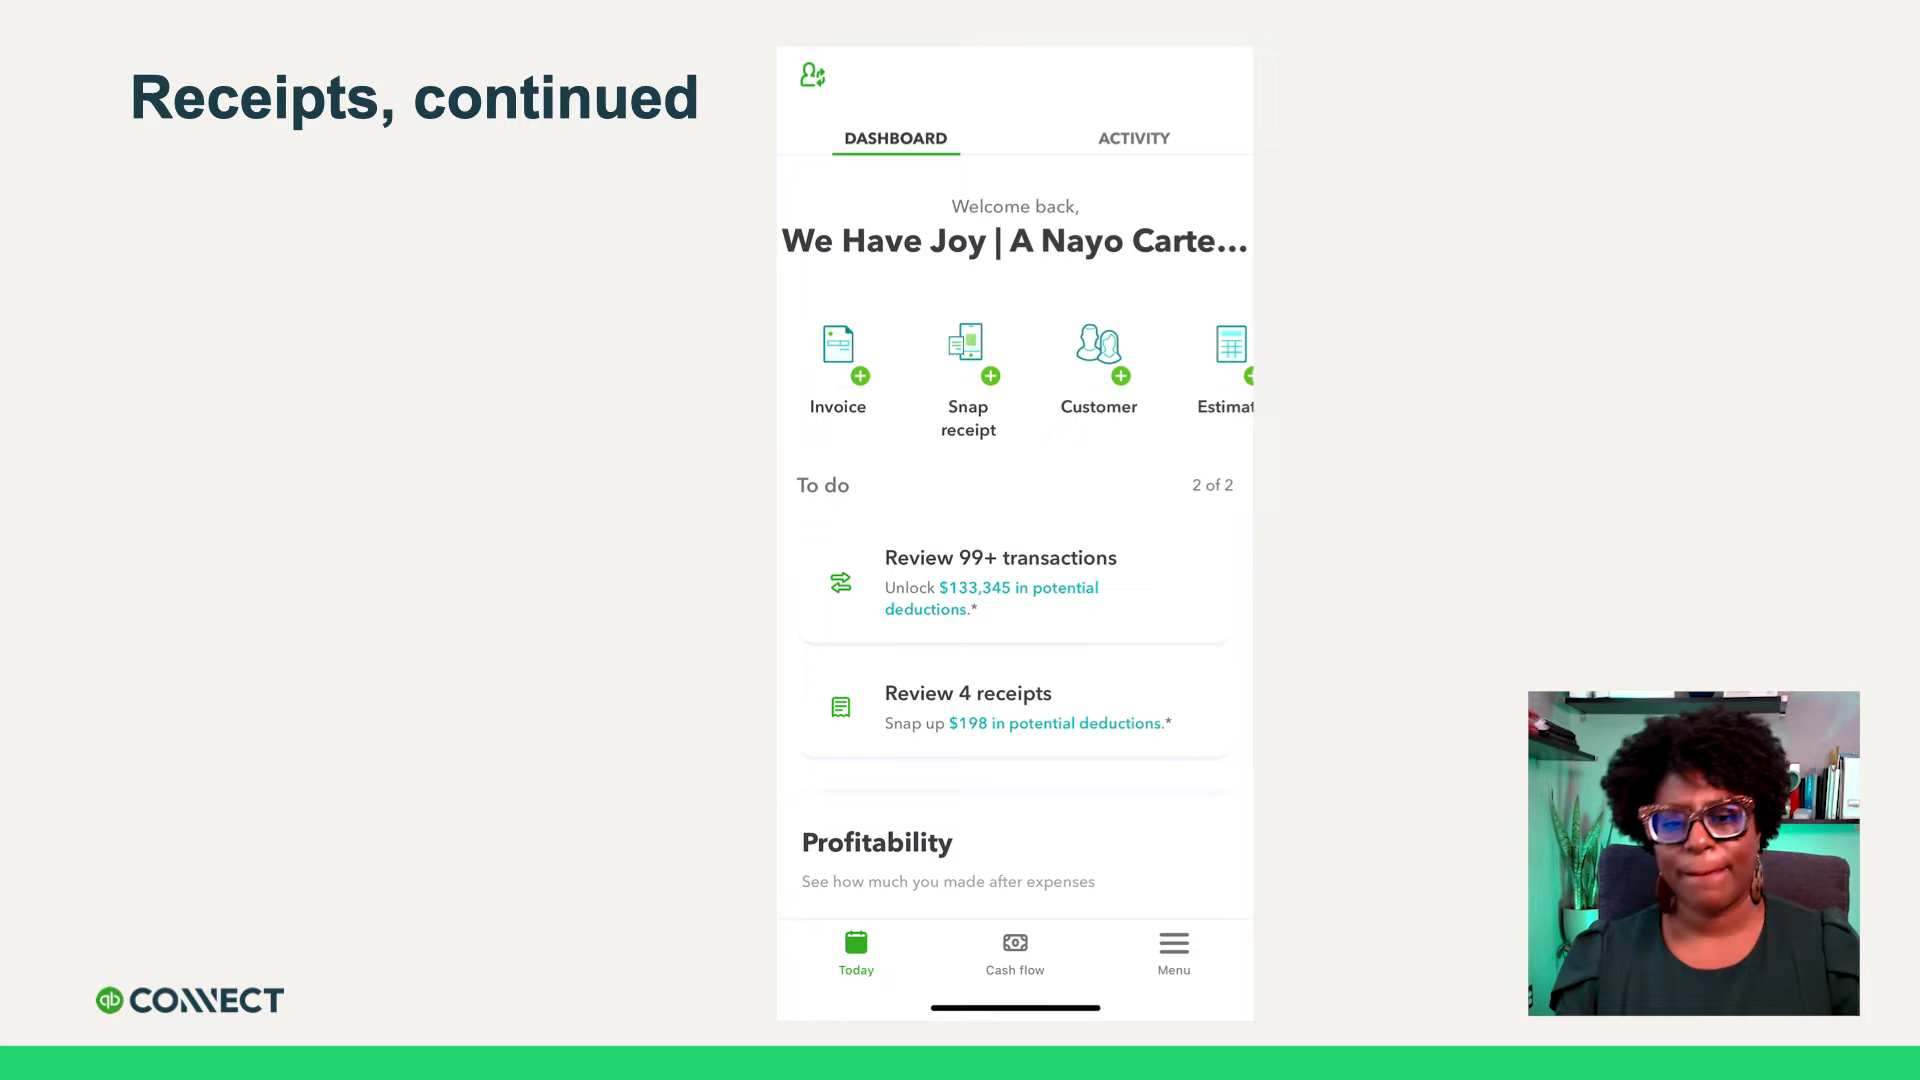 Receipts, continued
DASHBOARD
ACTIVITY
Welcome back,
We Have Joy | A Nayo Carte...
Invoice
Snap
receipt
Customer
Estimat
To do
2 of 2
Review 99+ transactions
Unlock $133,345 in potential
deductions.*
Review 4 receipts
Snap up $198 in potential deductions.*
Profitability
See how much you made after expenses
Today
Cash flow
Menu
qb CONNECT